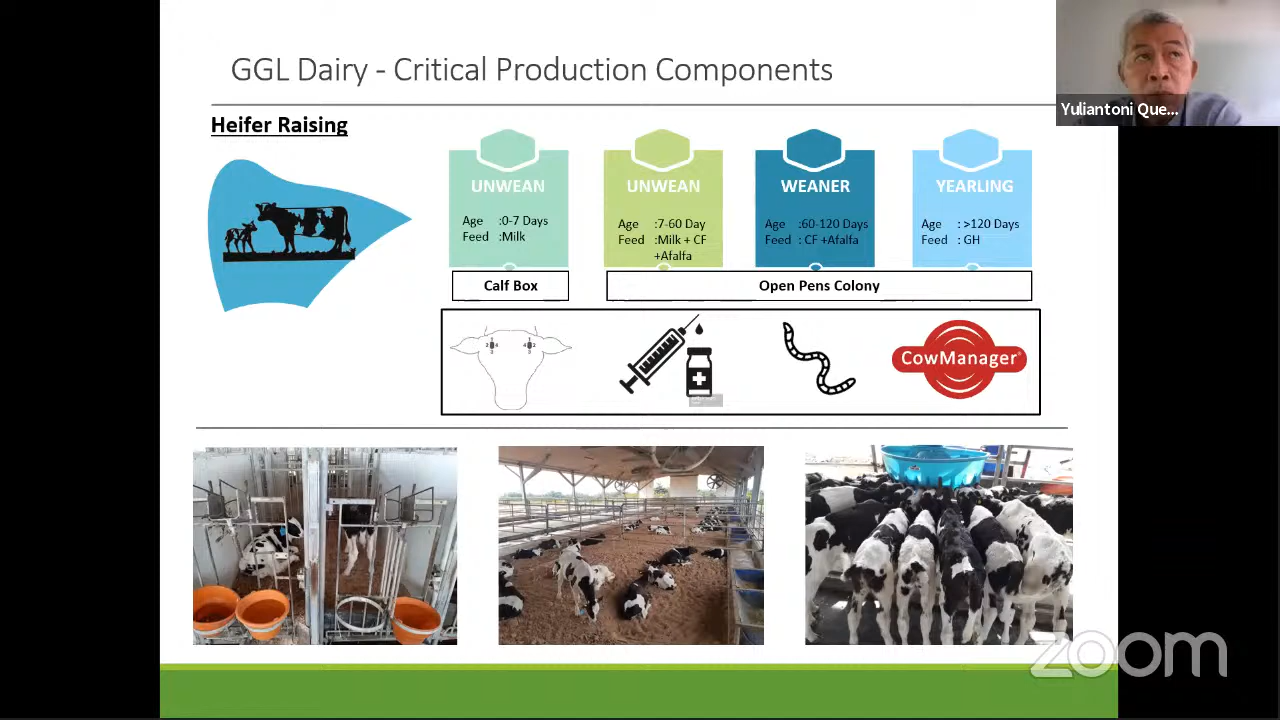 GGL Dairy - Critical Production Components
Yuliantoni Que...
Heifer Raising
UNWEAN
Age :0-7 Days
Feed :Milk
UNWEAN
Age :7-60 Day
Feed :Milk + CF
+Afalfa
WEANER
Age :60-120 Days
Feed : CF +Afalfa
YEARLING
Age : >120 Days
Feed : GH
Calf Box
Open Pens Colony
CowManager®
zoom